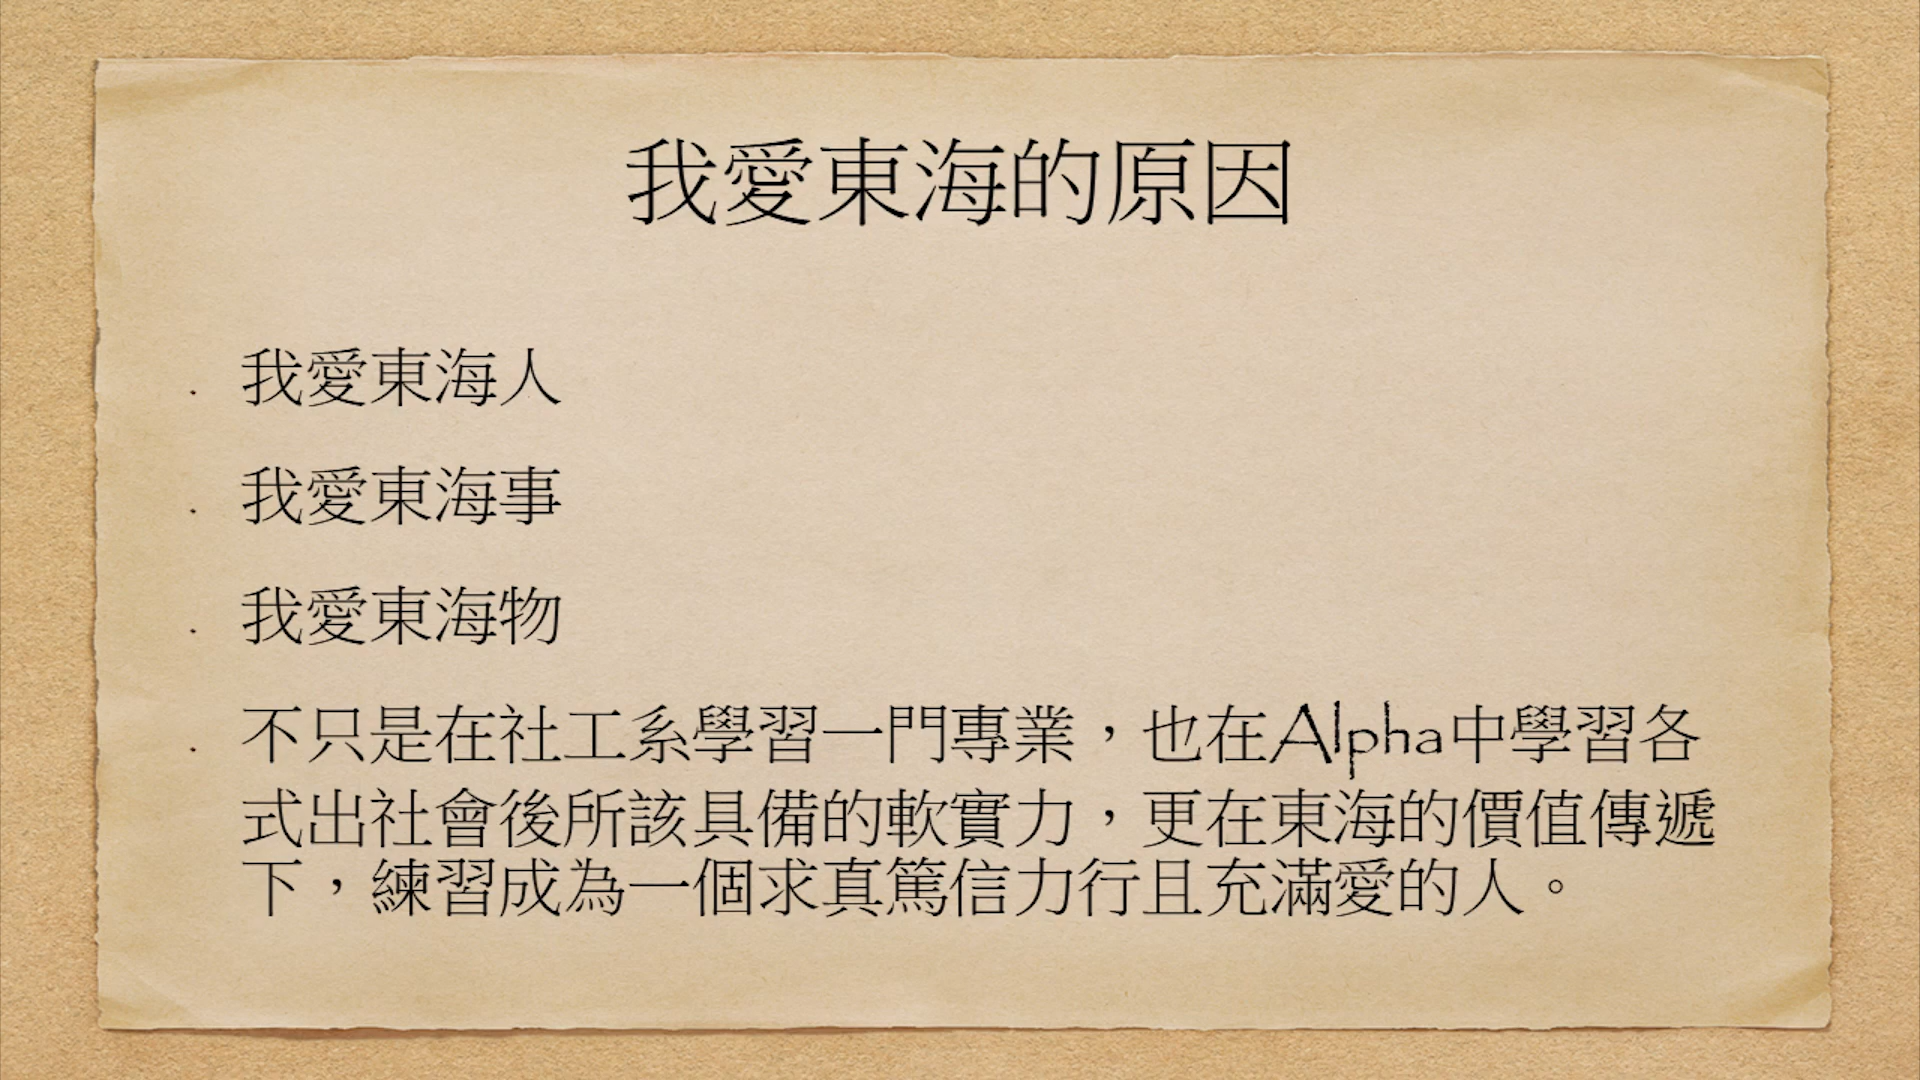 我愛東海的原因
我愛東海人
我愛東海事
我愛東海物
不只是在社工系學習一門專業，也在Alpha中學習各
式出社會後所該具備的軟實力，更在東海的價值傳遞
下，練習成為一個求真篤信力行且充滿愛的人。